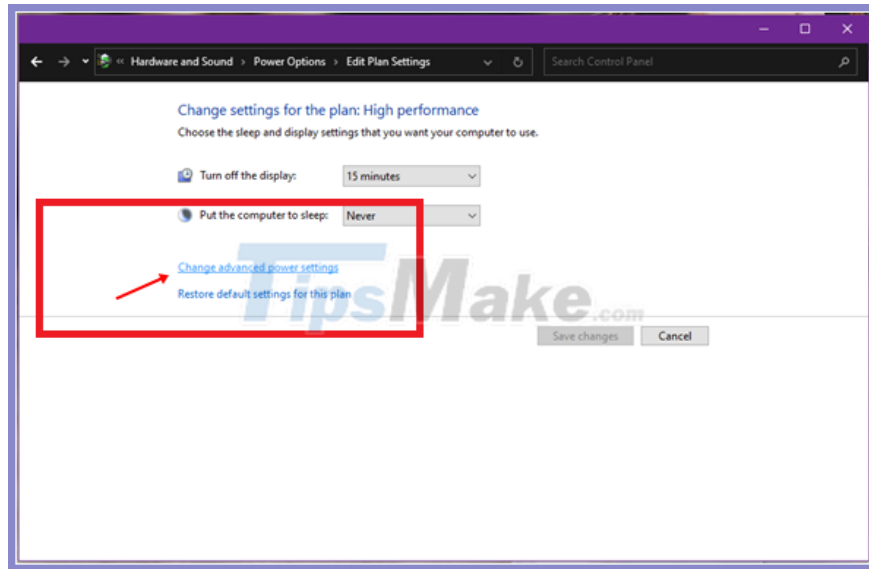 « Hardware and Sound › Power Options › Edit Plan Settings
Search Control Panel
Change settings for the plan: High performance
Choose the sleep and display settings that you want your computer to use.
Turn off the display: 15 minutes
Put the computer to sleep: Never
Change advanced power settings
Restore default settings for this plan
TipsMake.com
Save changes Cancel